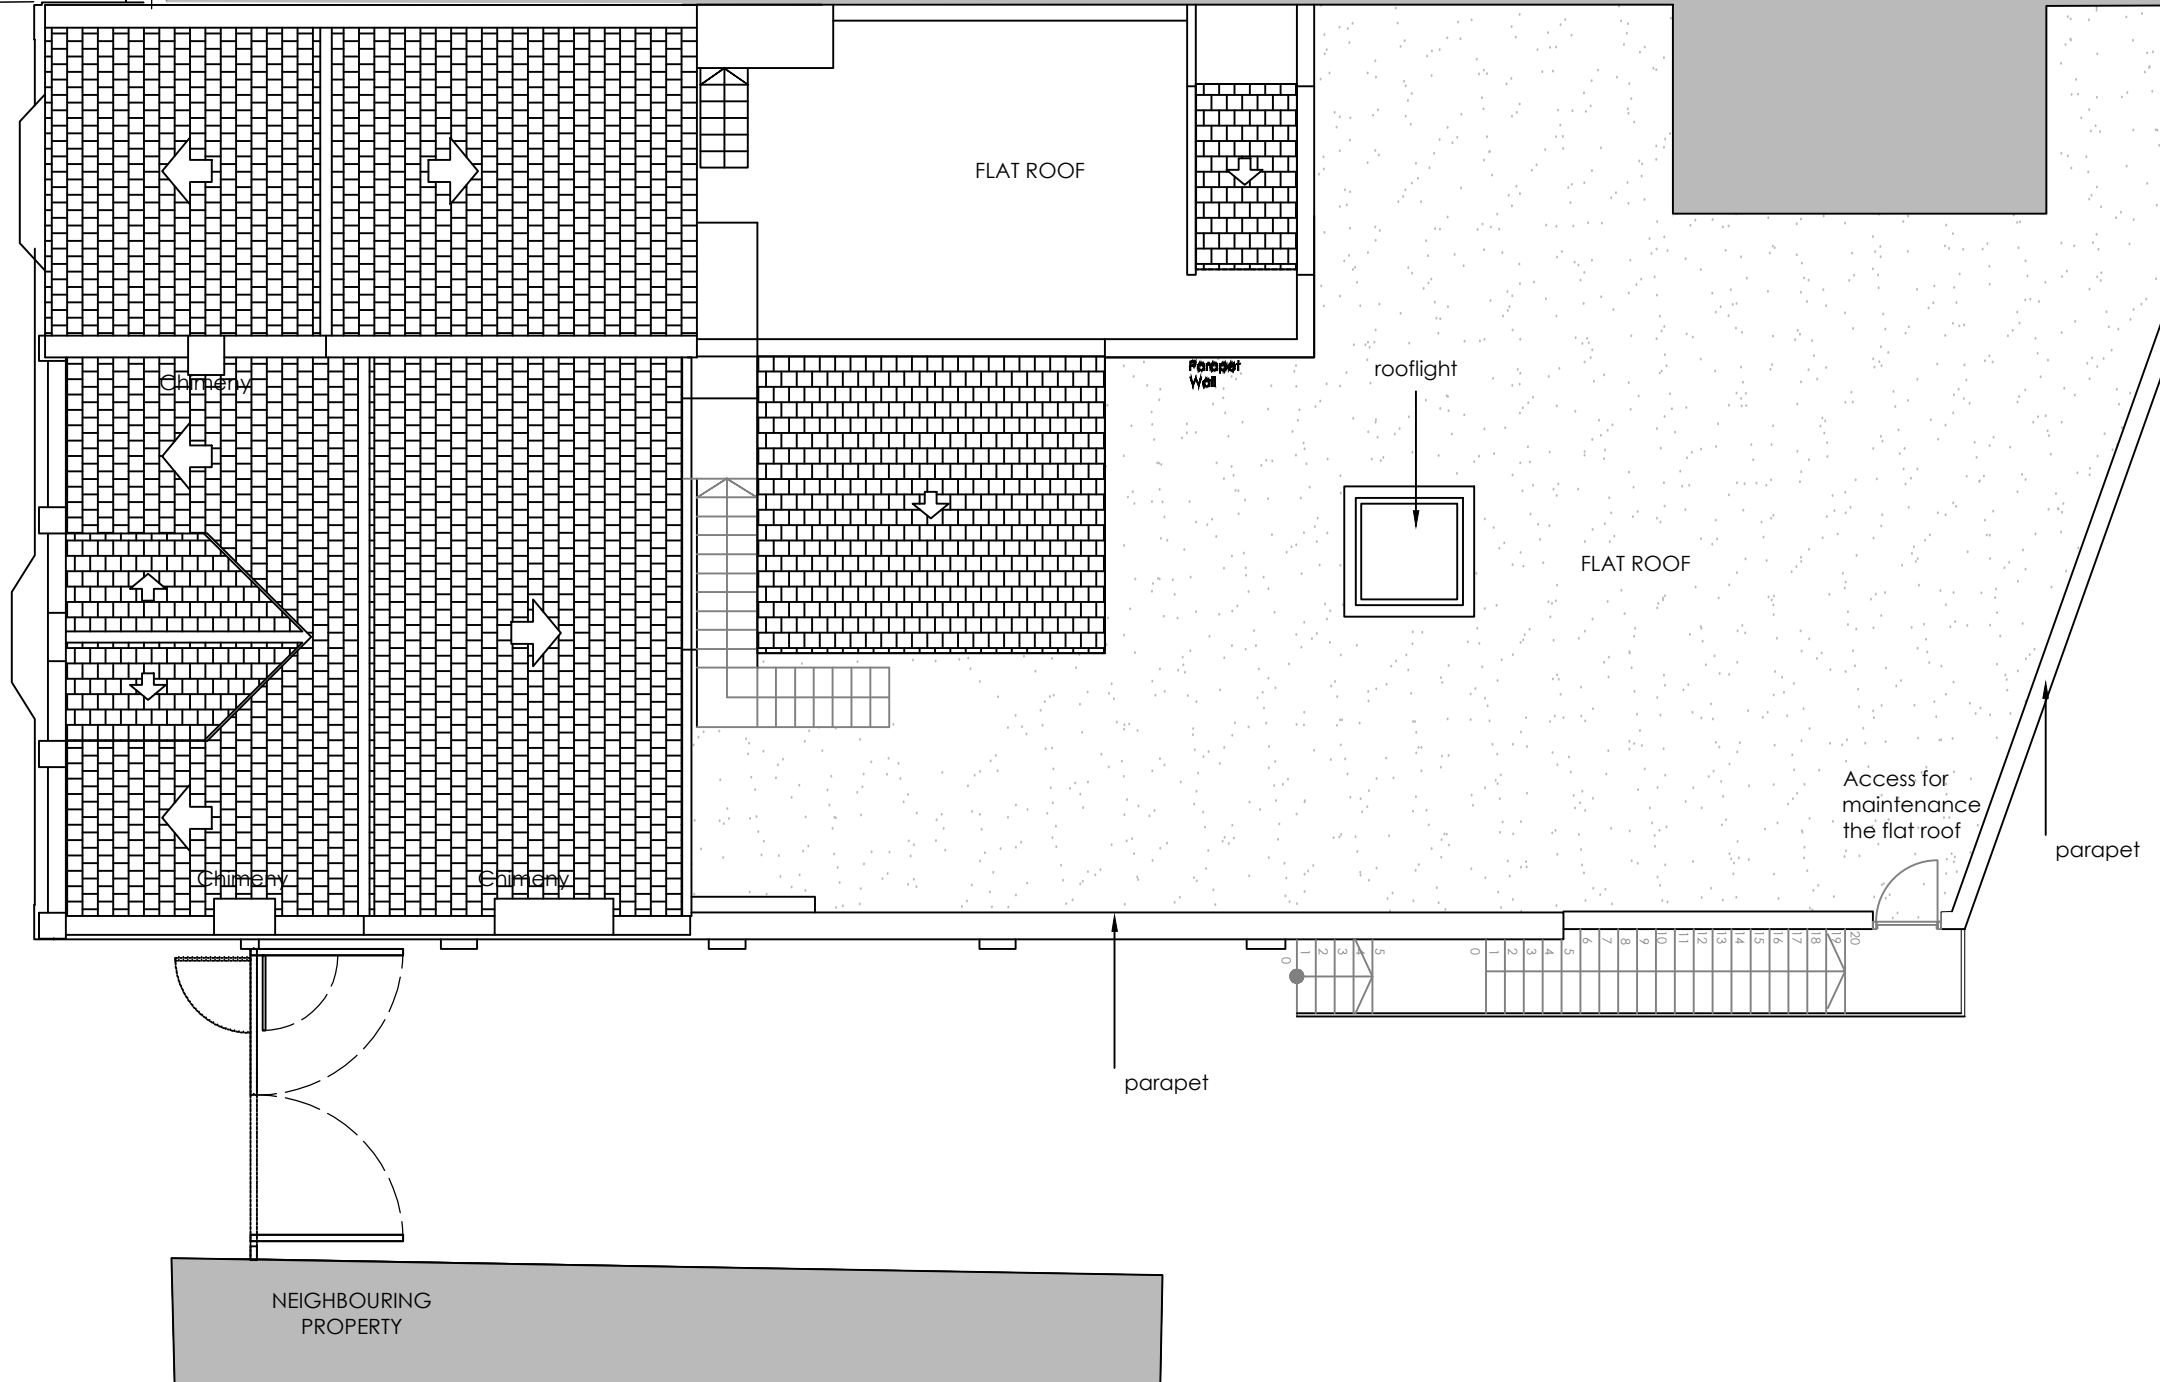 FLAT ROOF
Chimeny
Parapet
Wall
rooflight
FLAT ROOF
Access for
maintenance
the flat roof
parapet
Chimeny
Chimeny
0 1 2 3 4 5
0 1 2 3 4 5 6 7 8 9 10 11 12 13 14 15 16 17 18 19 20
parapet
NEIGHBOURING
PROPERTY